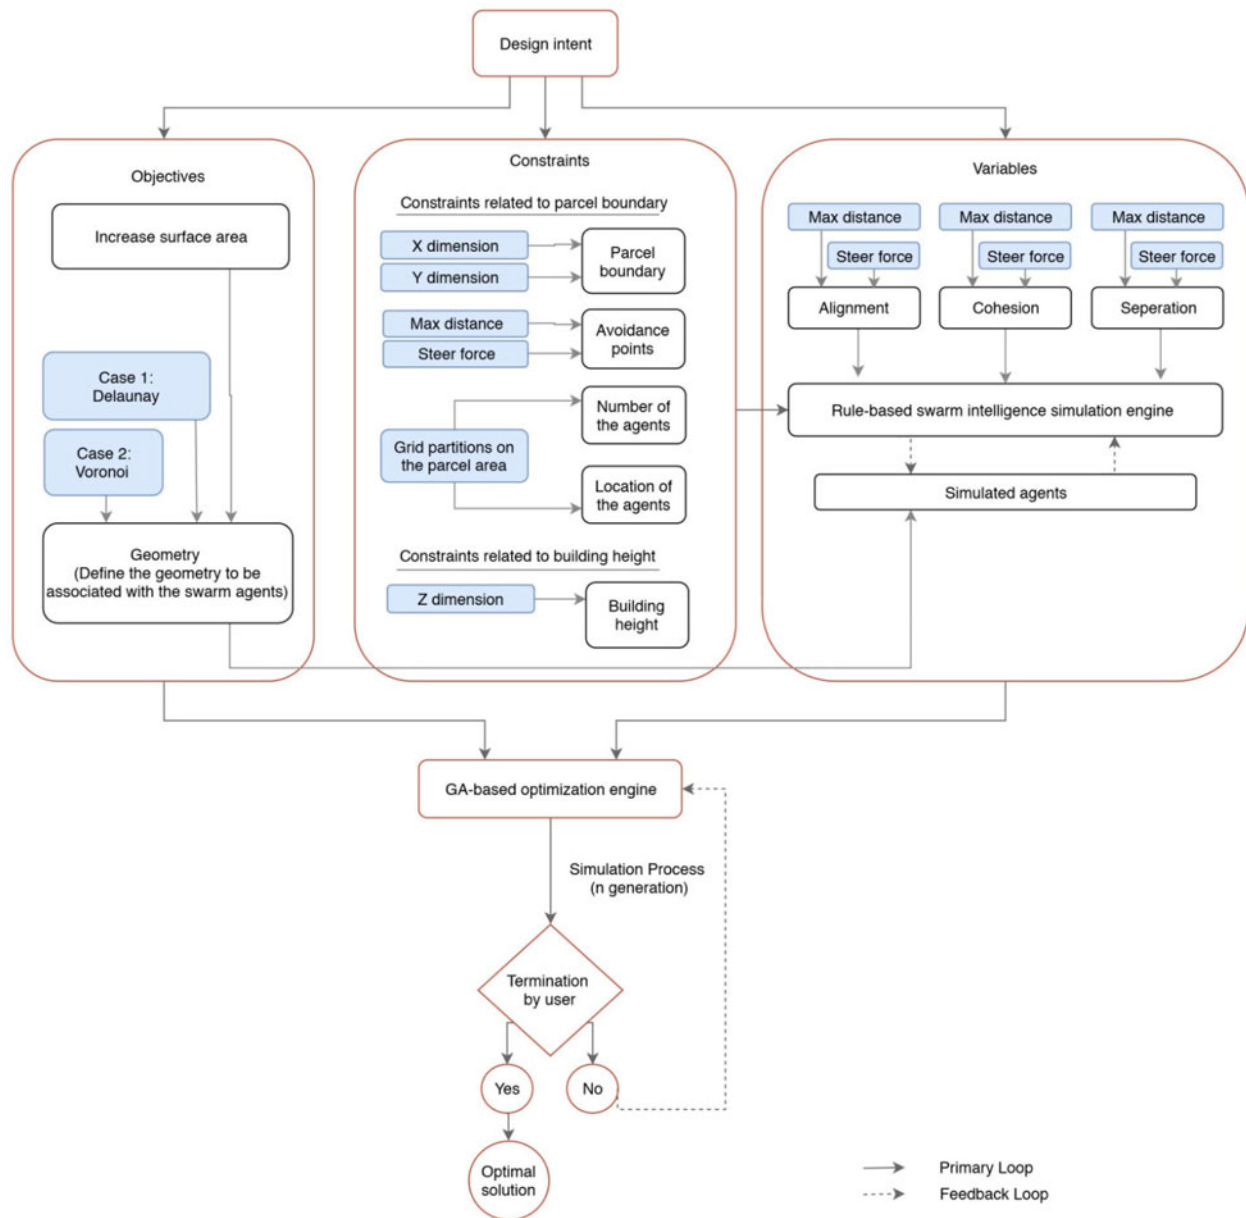 Design intent
Objectives
Increase surface area
Case 1:
Delaunay
Case 2:
Voronoi
Geometry
(Define the geometry to be
associated with the swarm agents)
Constraints
Constraints related to parcel boundary
X dimension
Y dimension
Parcel
boundary
Max distance
Steer force
Avoidance
points
Grid partitions on
the parcel area
Number of
the agents
Location of
the agents
Constraints related to building height
Z dimension
Building
height
Variables
Max distance
Steer force
Alignment
Max distance
Steer force
Cohesion
Max distance
Steer force
Seperation
Rule-based swarm intelligence simulation engine
Simulated agents
GA-based optimization engine
Simulation Process
(n generation)
Termination
by user
Yes
No
Optimal
solution
Primary Loop
Feedback Loop